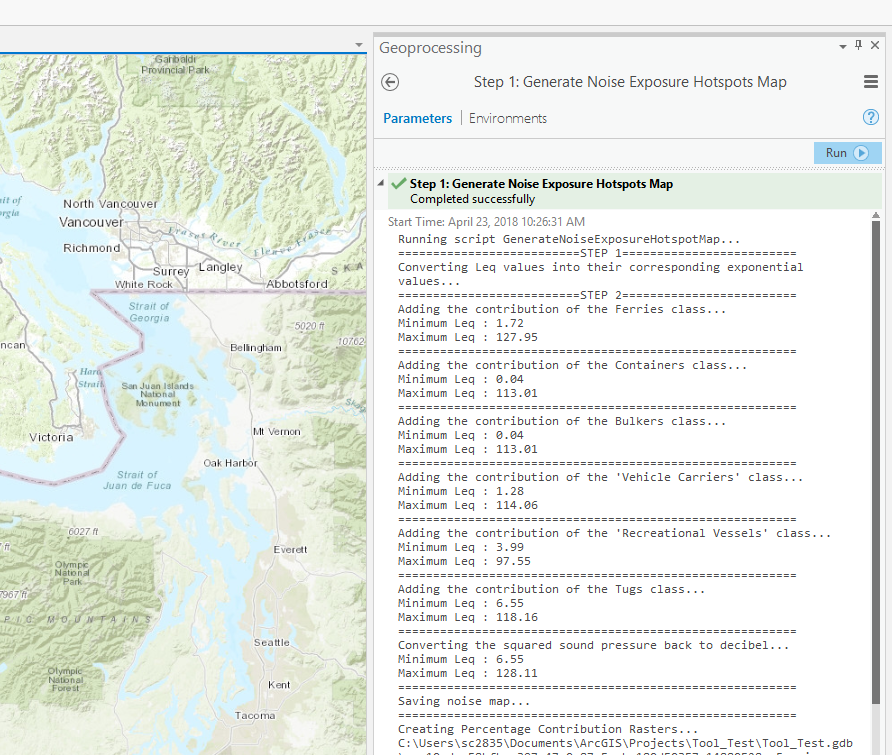 Geoprocessing
Step 1: Generate Noise Exposure Hotspots Map
Parameters | Environments
Run
Step 1: Generate Noise Exposure Hotspots Map
Completed successfully
Start Time: April 23, 2018 10:26:31 AM
Running script GenerateNoiseExposureHotspotMap...
==========================STEP 1=========================
Converting Leq values into their corresponding exponential
values...
==========================STEP 2=========================
Adding the contribution of the Ferries class...
Minimum Leq : 1.72
Maximum Leq : 127.95
=========================================================
Adding the contribution of the Containers class...
Minimum Leq : 0.04
Maximum Leq : 113.01
=========================================================
Adding the contribution of the Bulkers class...
Minimum Leq : 0.04
Maximum Leq : 113.01
=========================================================
Adding the contribution of the 'Vehicle Carriers' class...
Minimum Leq : 1.28
Maximum Leq : 114.06
=========================================================
Adding the contribution of the 'Recreational Vessels' class...
Minimum Leq : 3.99
Maximum Leq : 97.55
=========================================================
Adding the contribution of the Tugs class...
Minimum Leq : 6.55
Maximum Leq : 118.16
=========================================================
Converting the squared sound pressure back to decibel...
Minimum Leq : 6.55
Maximum Leq : 128.11
=========================================================
Saving noise map...
=========================================================
Creating Percentage Contribution Rasters...
C:\Users\sc2835\Documents\ArcGIS\Projects\Tool_Test\Tool_Test.gdb
Garibaldi
Provincial Park
North Vancouver
Vancouver
Richmond
Fraser River
Surrey
Langley
White Rock
Abbotsford
SKA
Strait of
Georgia
5020 ft
10762
Bellingham
ncan
Haro
Strait
San Juan Islands
National
Monument
Victoria
Mt Vernon
Oak Harbor
Strait of
Juan de Fuca
6027 ft
Everett
Olympic
National
Park
7967 ft
PIC MOUNTAINS
Seattle
Olympic
National
Forest
Kent
Tacoma